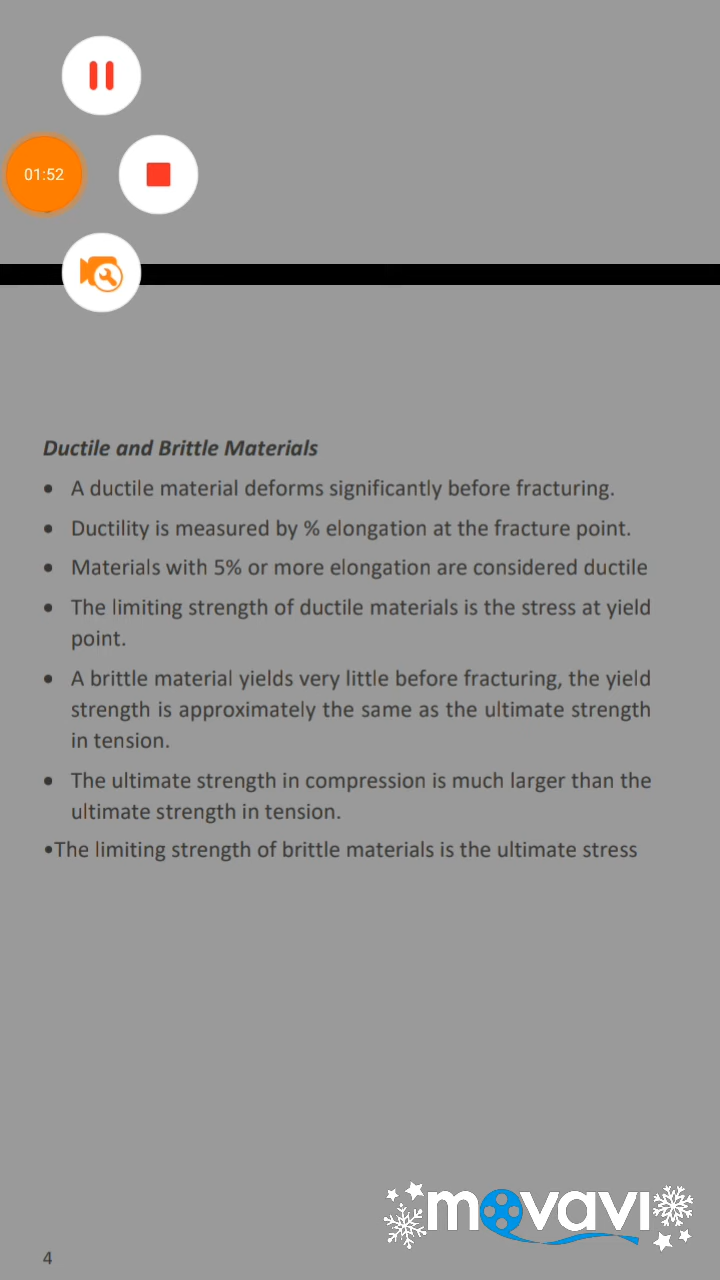 01:52
Ductile and Brittle Materials
• A ductile material deforms significantly before fracturing.
• Ductility is measured by % elongation at the fracture point.
• Materials with 5% or more elongation are considered ductile
• The limiting strength of ductile materials is the stress at yield
point.
• A brittle material yields very little before fracturing, the yield
strength is approximately the same as the ultimate strength
in tension.
• The ultimate strength in compression is much larger than the
ultimate strength in tension.
•The limiting strength of brittle materials is the ultimate stress
movavi
4